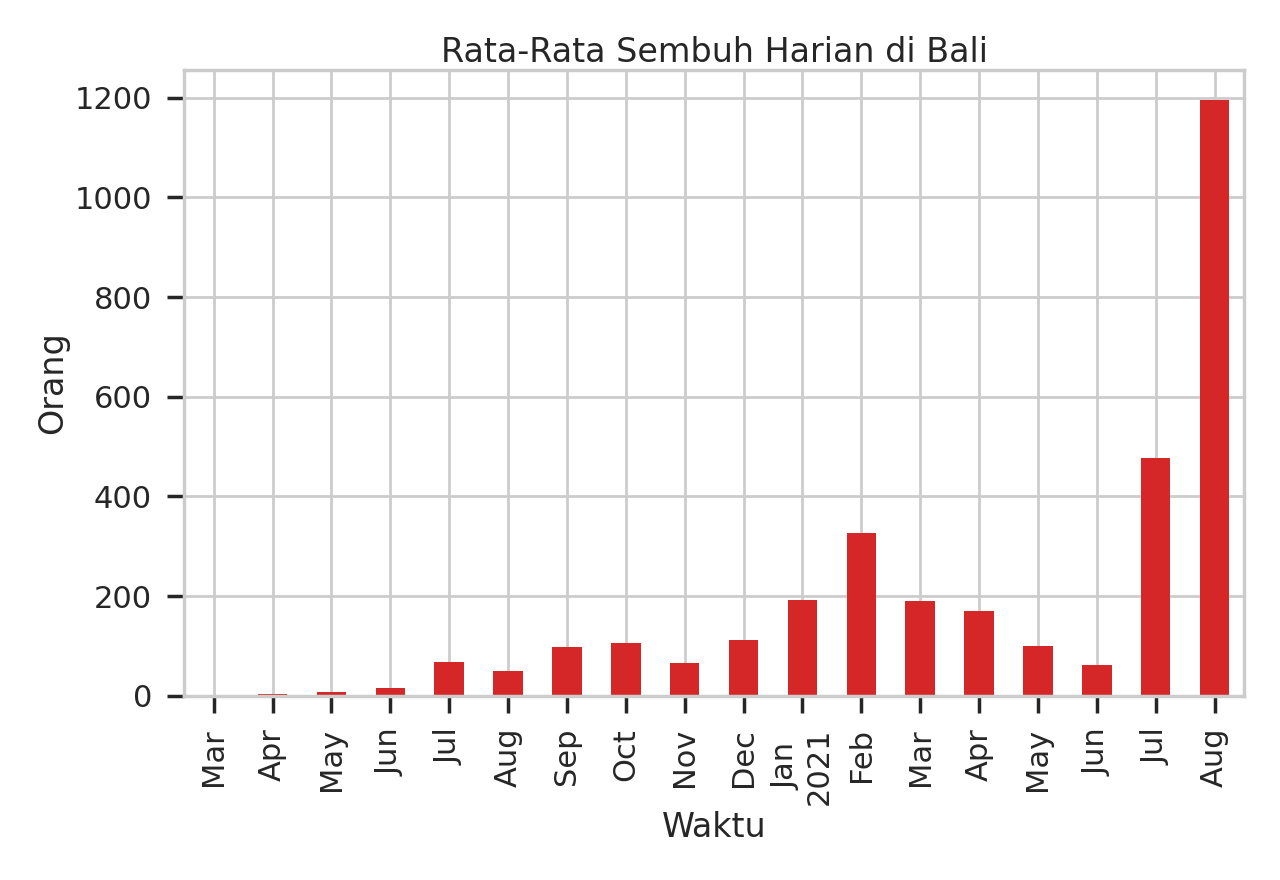 Rata-Rata Sembuh Harian di Bali
1200
1000
800
600
400
200
0
Orang
Mar
Apr
May
Jun
Jul
Aug
Sep
Oct
Nov
Dec
Jan
2021
Feb
Mar
Apr
May
Jun
Jul
Aug
Waktu